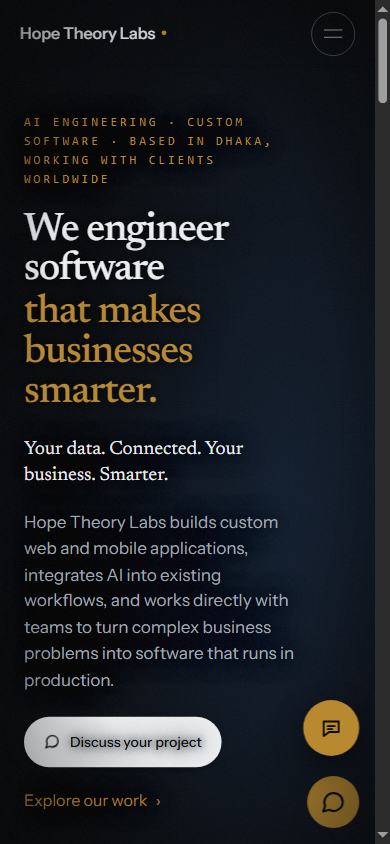 Hope Theory Labs
AI ENGINEERING · CUSTOM
SOFTWARE · BASED IN DHAKA,
WORKING WITH CLIENTS
WORLDWIDE
We engineer
software
that makes
businesses
smarter.
Your data. Connected. Your
business. Smarter.
Hope Theory Labs builds custom
web and mobile applications,
integrates AI into existing
workflows, and works directly with
teams to turn complex business
problems into software that runs in
production.
Discuss your project
Explore our work ›